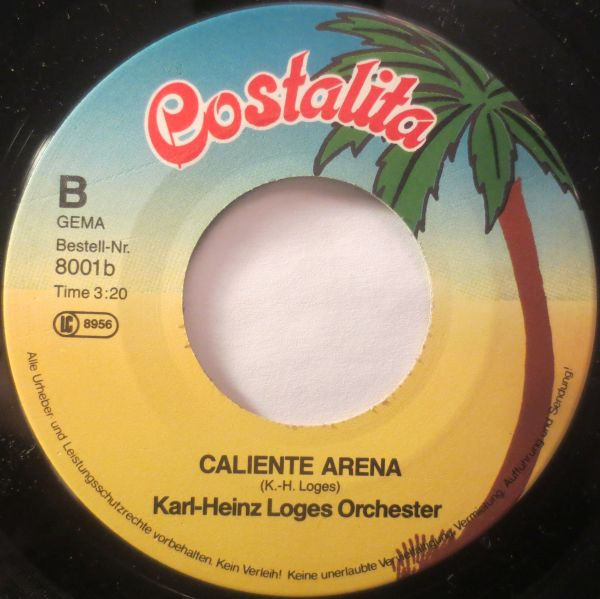 Costalita
B
GEMA
Bestell-Nr.
8001b
Time 3:20
LC 8956
CALIENTE ARENA
(K.-H. Loges)
Karl-Heinz Loges Orchester
Alle Urheber- und Leistungsschutzrechte vorbehalten. Kein Verleih! Keine unerlaubte Vervielfältigung, Vermietung, Aufführung und Sendung!